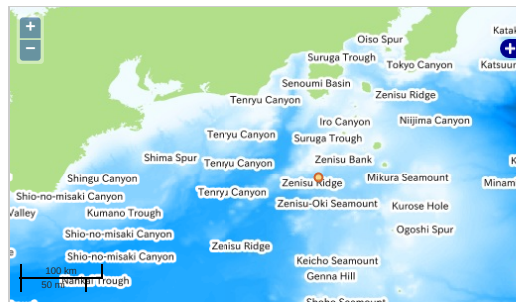 +
−
Oiso Spur
Katak
+
Suruga Trough
Tokyo Canyon
Katsuur
Senoumi Basin
Zenisu Ridge
Tenryu Canyon
Iro Canyon
Niijima Canyon
Tenryu Canyon
Suruga Trough
Shima Spur
Tenryu Canyon
Zenisu Bank
Shingu Canyon
Zenisu Ridge
Mikura Seamount
Minam
Tenryu Canyon
Shio-no-misaki Canyon
Zenisu-Oki Seamount
Kurose Hole
Valley
Kumano Trough
Ogoshi Spur
Shio-no-misaki Canyon
Zenisu Ridge
Shio-no-misaki Canyon
Keicho Seamount
100 km
Genna Hill
50 mi
Nankai Trough